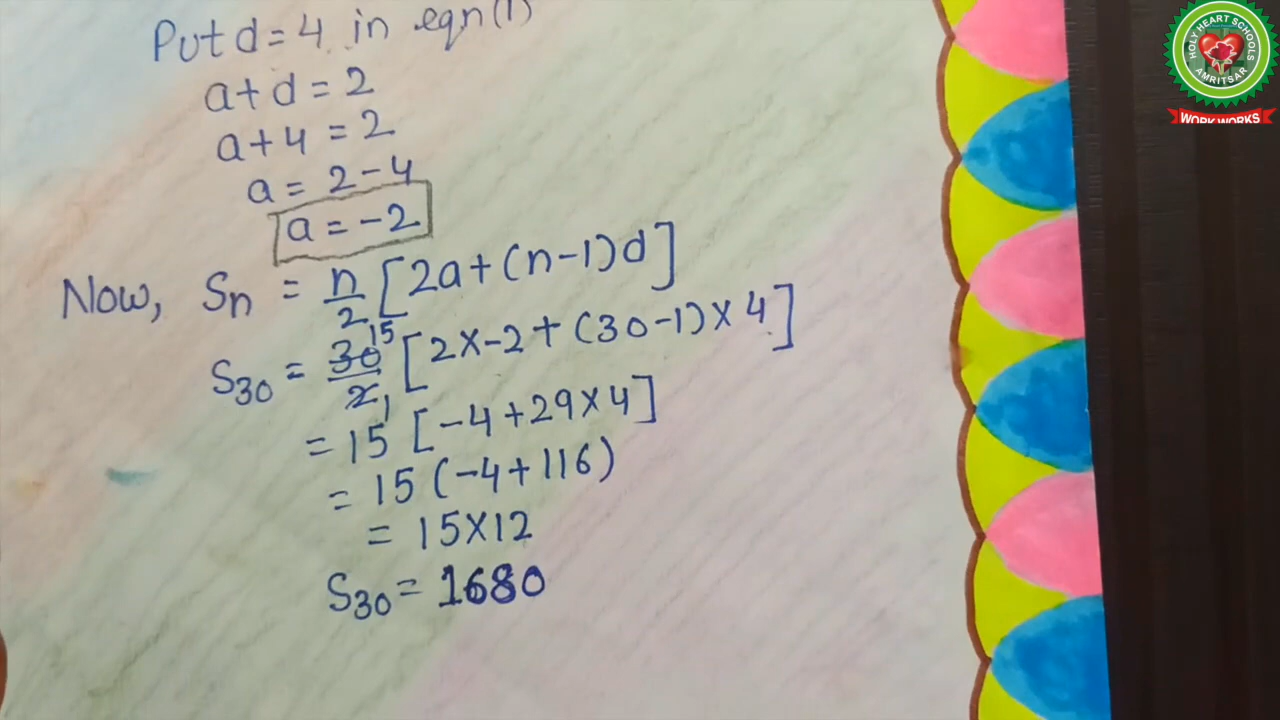 Put d = 4 in eqn (1)
a + d = 2
a + 4 = 2
a = 2 - 4
a = -2
Now, Sn = n/2 [2a + (n-1)d]
S30 = 30/2 15/1 [2 × -2 + (30-1) × 4]
= 15 [-4 + 29 × 4]
= 15 (-4 + 116)
= 15 × 12
S30 = 1680
HOLY HEART SCHOOLS
AMRITSAR
WORK WORKS